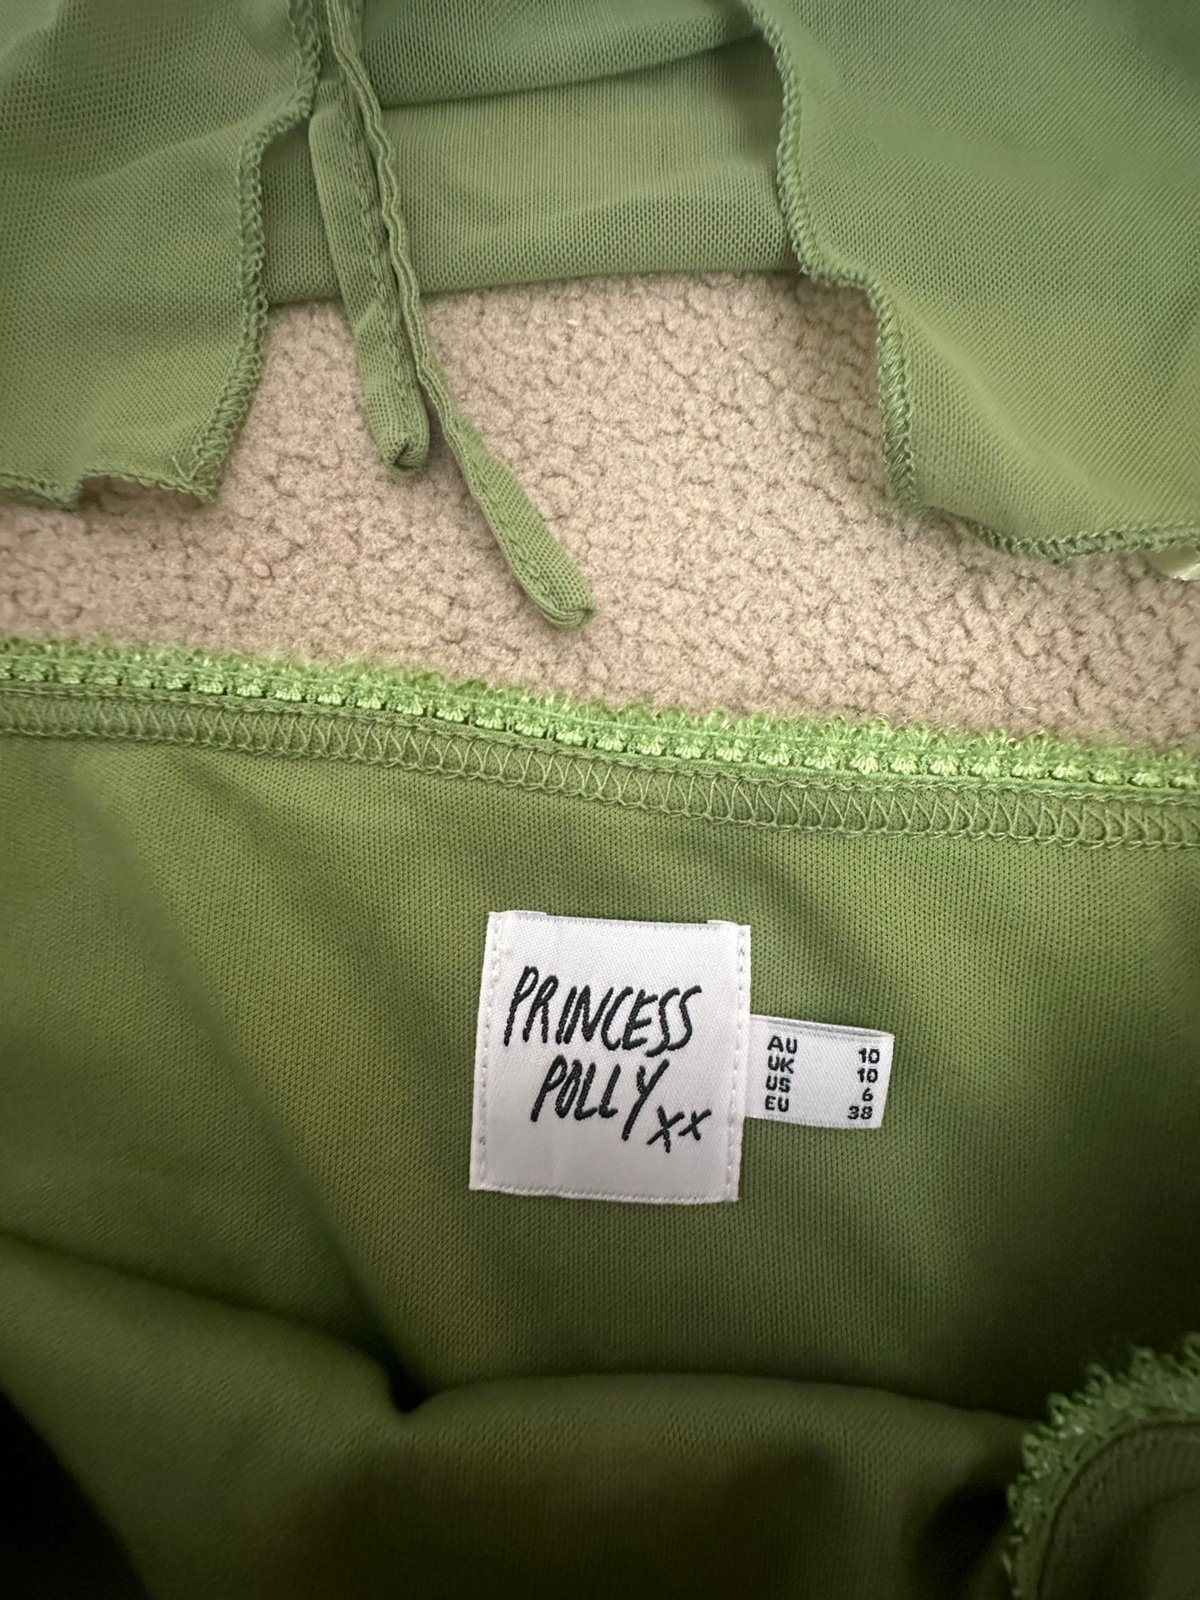 PRINCESS
POLLY xx
AU 10
UK 10
US 6
EU 38